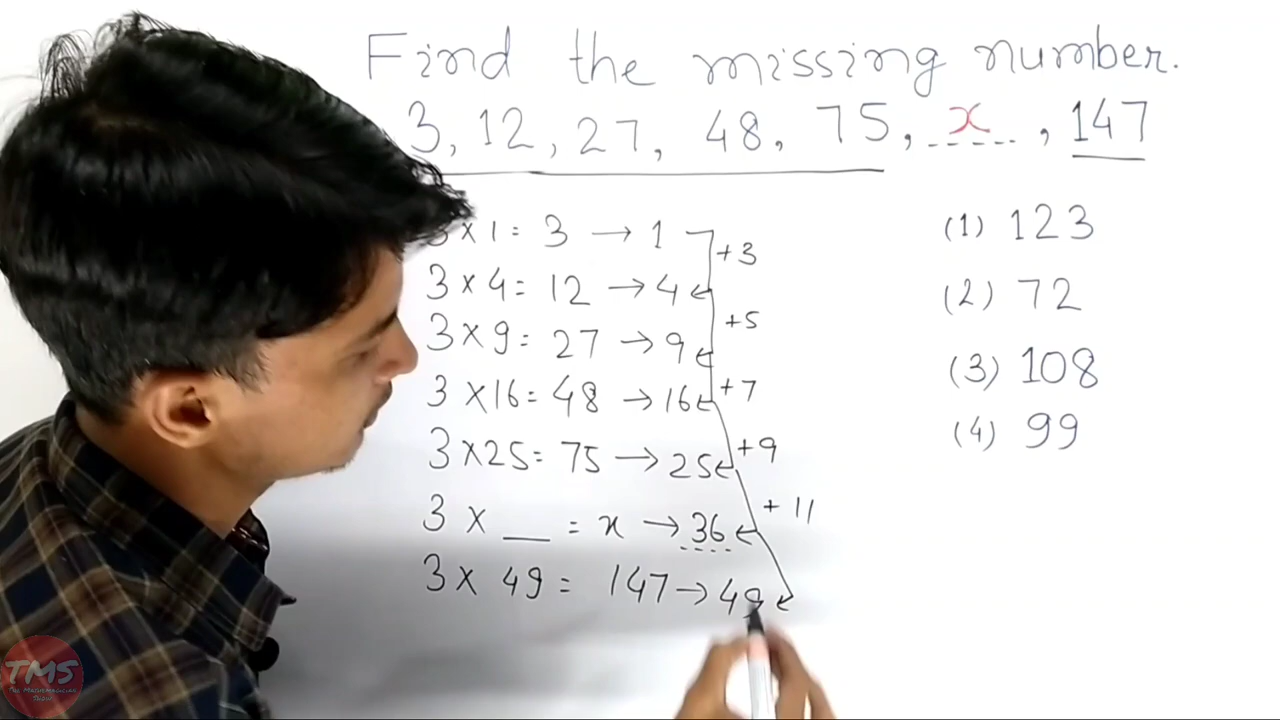 Find the missing number.
3, 12, 27, 48, 75, x, 147
3 × 1 = 3 → 1
+3
3 × 4 = 12 → 4
+5
3 × 9 = 27 → 9
+7
3 × 16 = 48 → 16
+9
3 × 25 = 75 → 25
+ 11
3 × __ = x → 36
3 × 49 = 147 → 49
(1) 123
(2) 72
(3) 108
(4) 99
TMS